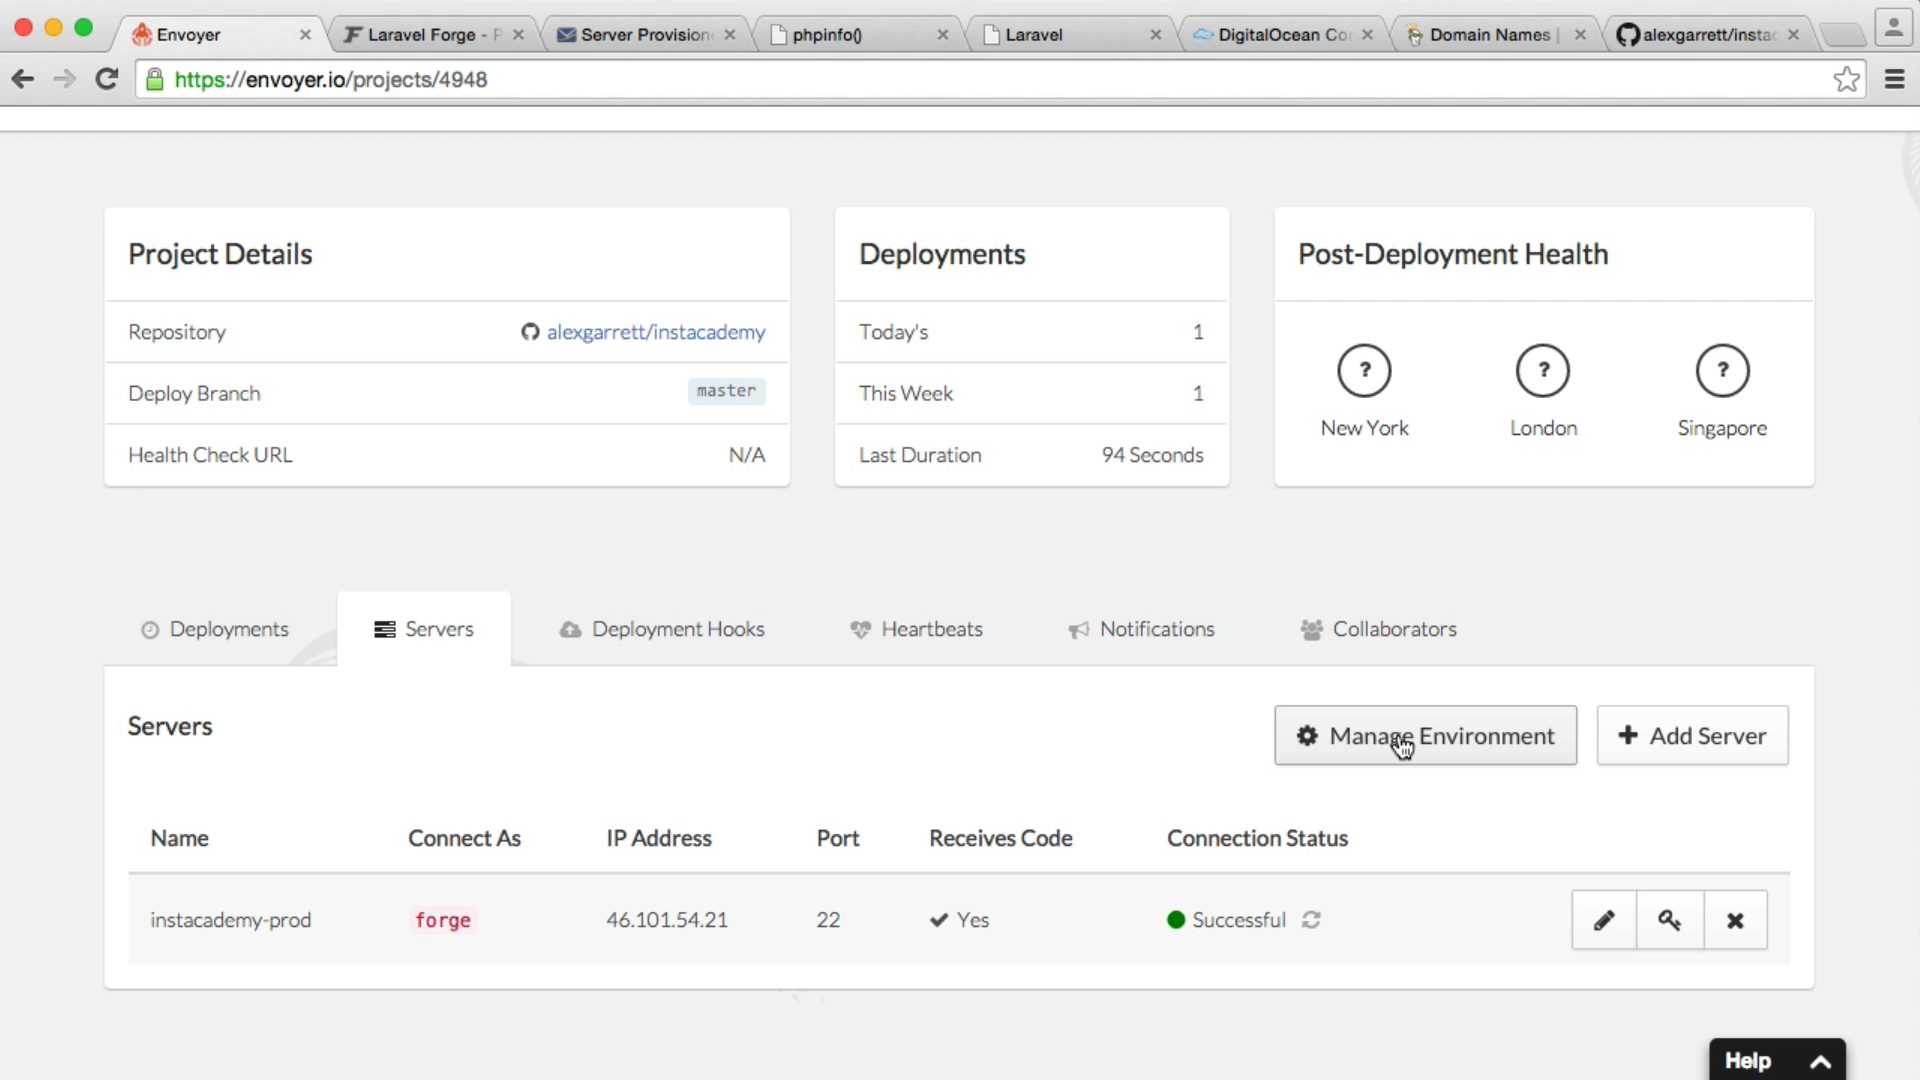 Envoyer
Laravel Forge - P
Server Provision
phpinfo()
Laravel
DigitalOcean Co
Domain Names |
alexgarrett/insta
https://envoyer.io/projects/4948
Project Details
Repository alexgarrett/instacademy
Deploy Branch master
Health Check URL N/A
Deployments
Today's 1
This Week 1
Last Duration 94 Seconds
Post-Deployment Health
? ? ?
New York London Singapore
Deployments Servers Deployment Hooks Heartbeats Notifications Collaborators
Servers
Manage Environment
+ Add Server
Name Connect As IP Address Port Receives Code Connection Status
instacademy-prod forge 46.101.54.21 22 Yes Successful
Help